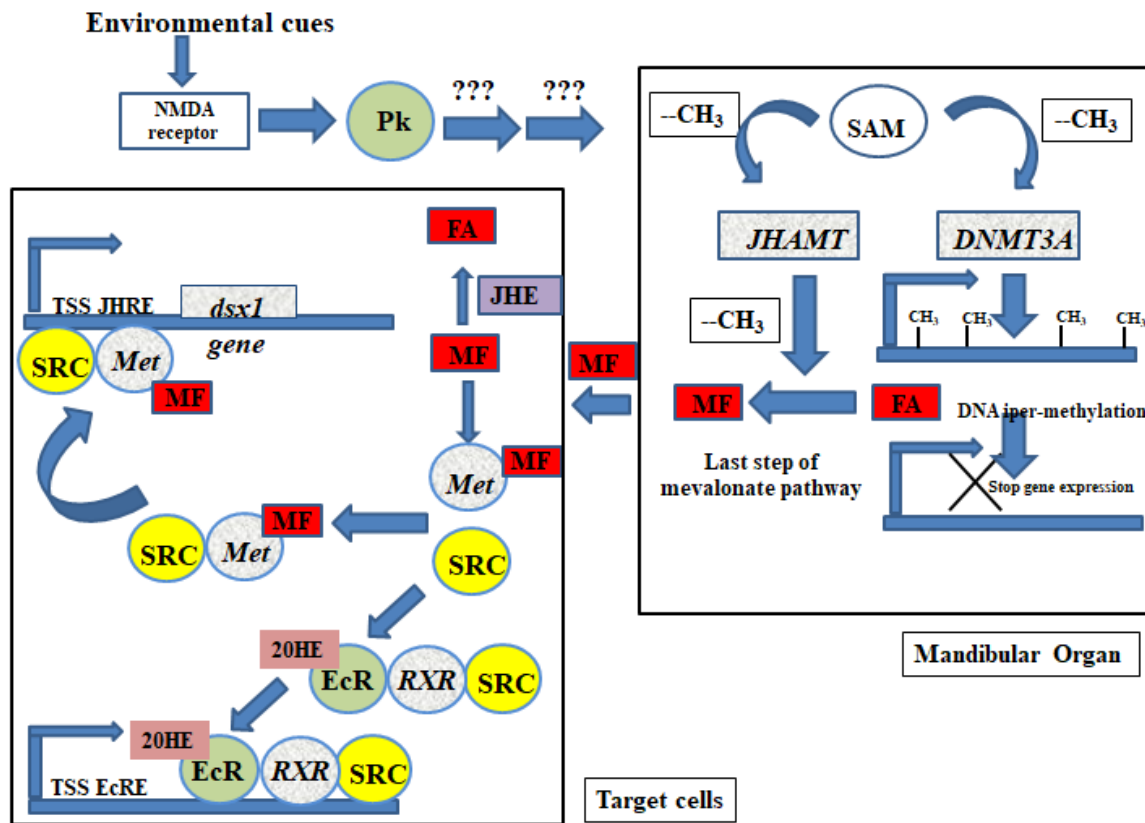 Environmental cues
NMDA
receptor
Pk
???
???
--CH3
SAM
--CH3
JHAMT
DNMT3A
--CH3
CH3
CH3
CH3
CH3
MF
FA
DNA iper-methylation
Last step of
mevalonate pathway
Stop gene expression
Mandibular Organ
MF
FA
JHE
MF
TSS JHRE
dsx1
gene
SRC
Met
MF
Met
MF
SRC
Met
MF
SRC
20HE
EcR
RXR
SRC
20HE
EcR
RXR
SRC
TSS EcRE
Target cells